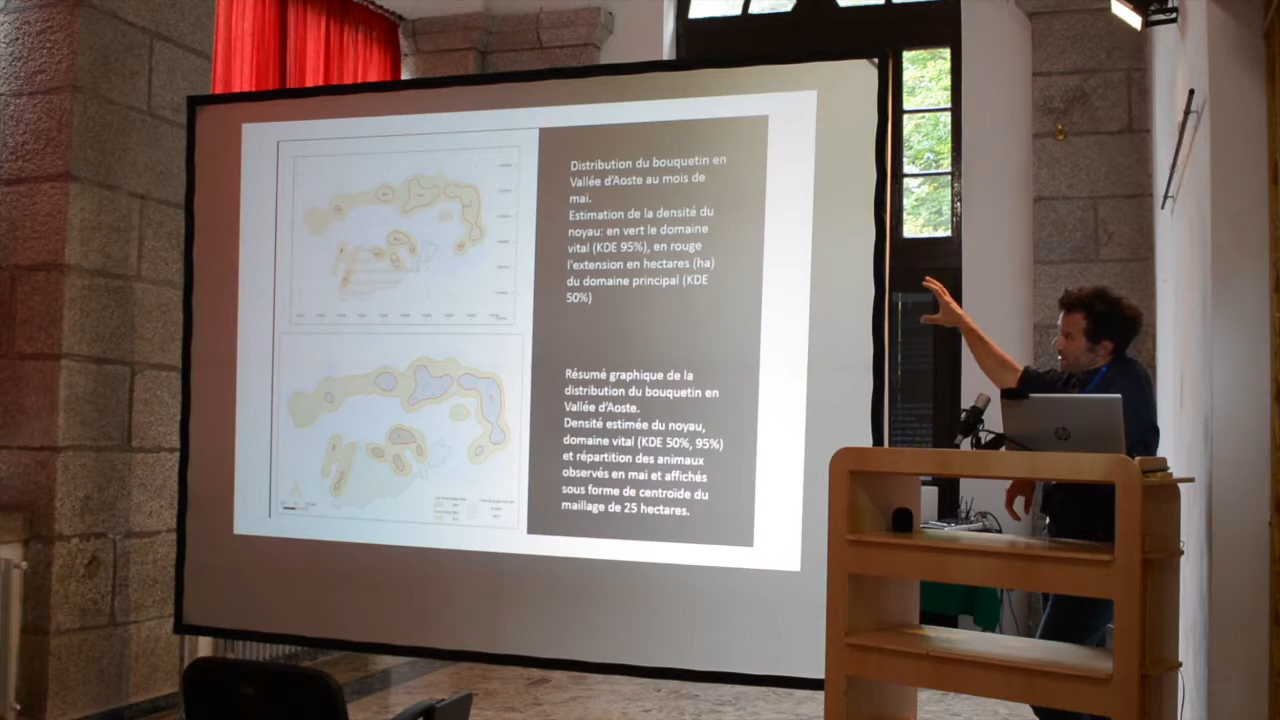 Distribution du bouquetin en
Vallée d'Aoste au mois de
mai.
Estimation de la densité du
noyau: en vert le domaine
vital (KDE 95%), en rouge
l'extension en hectares (ha)
du domaine principal (KDE
50%)
Résumé graphique de la
distribution du bouquetin en
Vallée d'Aoste.
Densité estimée du noyau,
domaine vital (KDE 50%, 95%)
et répartition des animaux
observés en mai et affichés
sous forme de centroïde du
maillage de 25 hectares.
hp